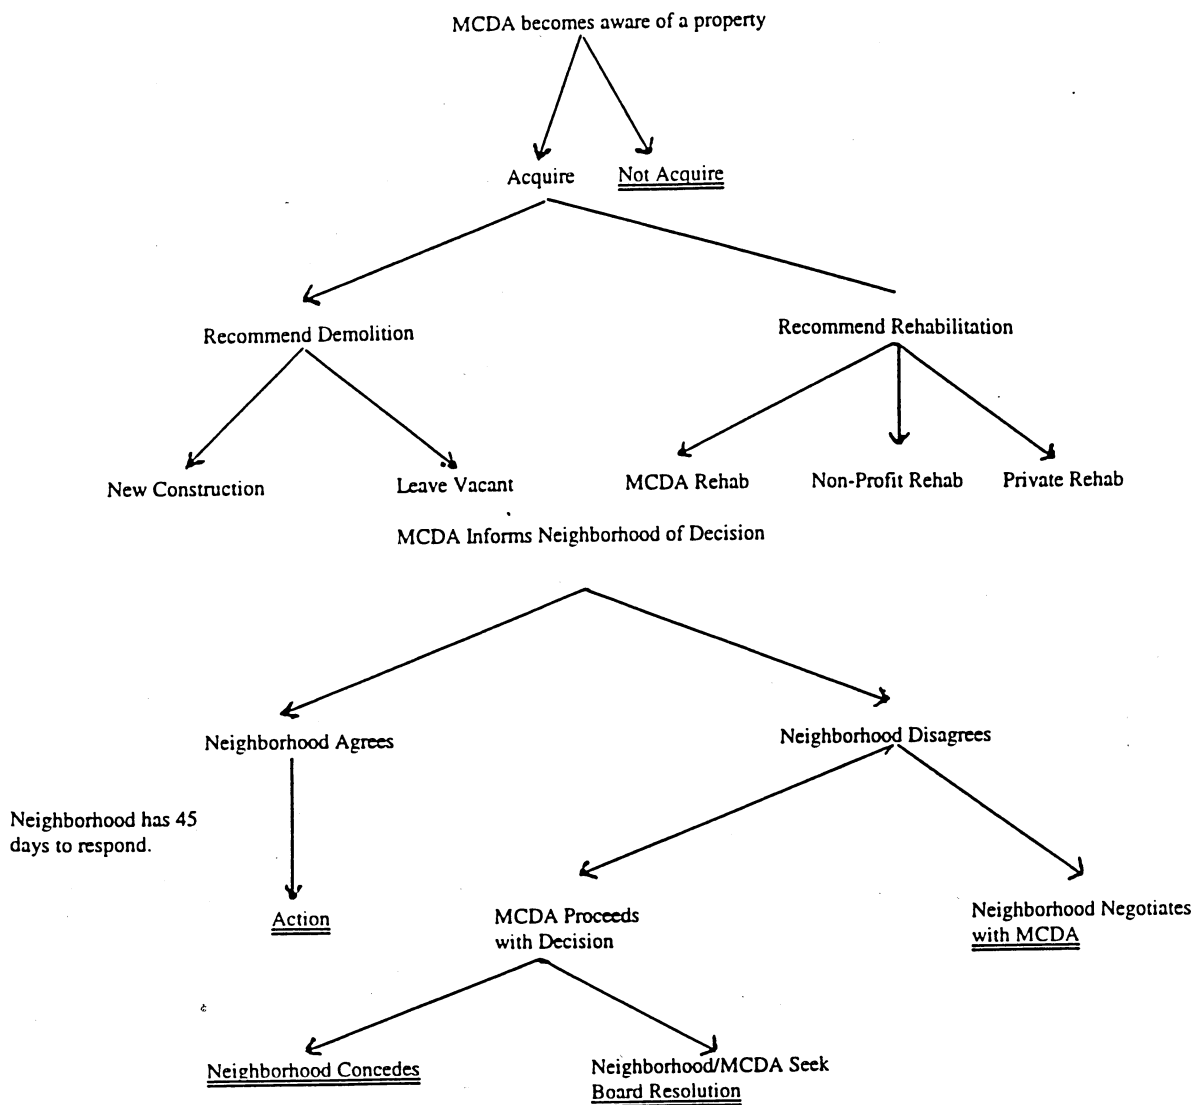 MCDA becomes aware of a property
Acquire
Not Acquire
Recommend Demolition
Recommend Rehabilitation
New Construction
Leave Vacant
MCDA Rehab
Non-Profit Rehab
Private Rehab
MCDA Informs Neighborhood of Decision
Neighborhood Agrees
Neighborhood Disagrees
Neighborhood has 45
days to respond.
Action
MCDA Proceeds
with Decision
Neighborhood Negotiates
with MCDA
Neighborhood Concedes
Neighborhood/MCDA Seek
Board Resolution